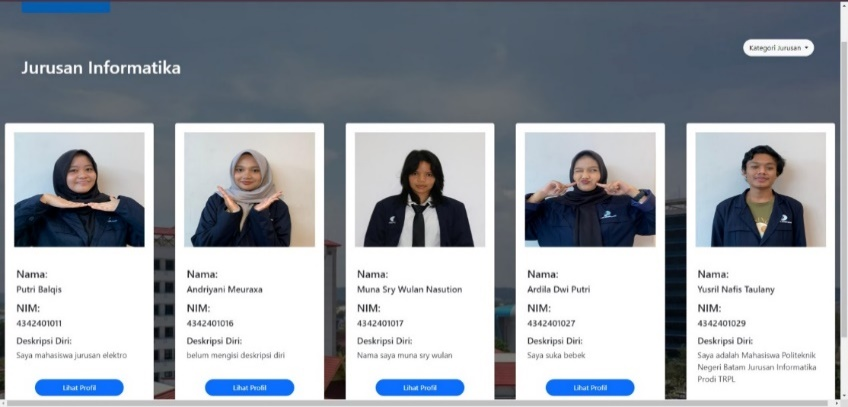 Kategori Jurusan
Jurusan Informatika
Nama:
Putri Balqis
NIM:
4342401011
Deskripsi Diri:
Saya mahasiswa jurusan elektro
Lihat Profil
Nama:
Andriyani Meuraxa
NIM:
4342401016
Deskripsi Diri:
belum mengisi deskripsi diri
Lihat Profil
Nama:
Muna Sry Wulan Nasution
NIM:
4342401017
Deskripsi Diri:
Nama saya muna sry wulan
Lihat Profil
Nama:
Ardila Dwi Putri
NIM:
4342401027
Deskripsi Diri:
Saya suka bebek
Lihat Profil
Nama:
Yusril Nafis Taulany
NIM:
4342401029
Deskripsi Diri:
Saya adalah Mahasiswa Politeknik
Negeri Batam Jurusan Informatika
Prodi TRPL